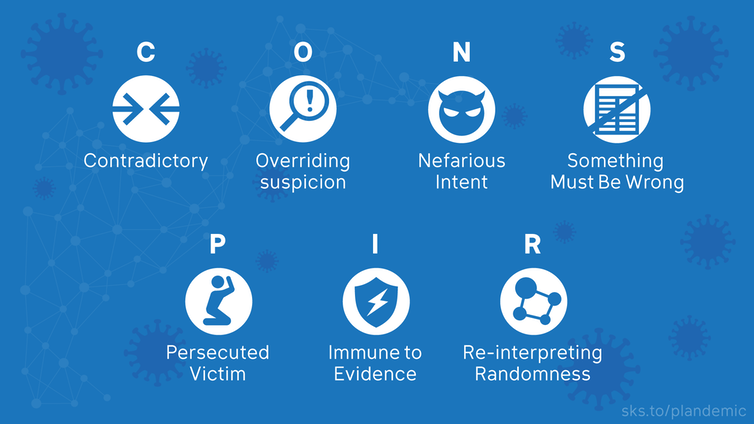 C O N S
Contradictory
Overriding
suspicion
Nefarious
Intent
Something
Must Be Wrong
P I R
Persecuted
Victim
Immune to
Evidence
Re-interpreting
Randomness
sks.to/plandemic